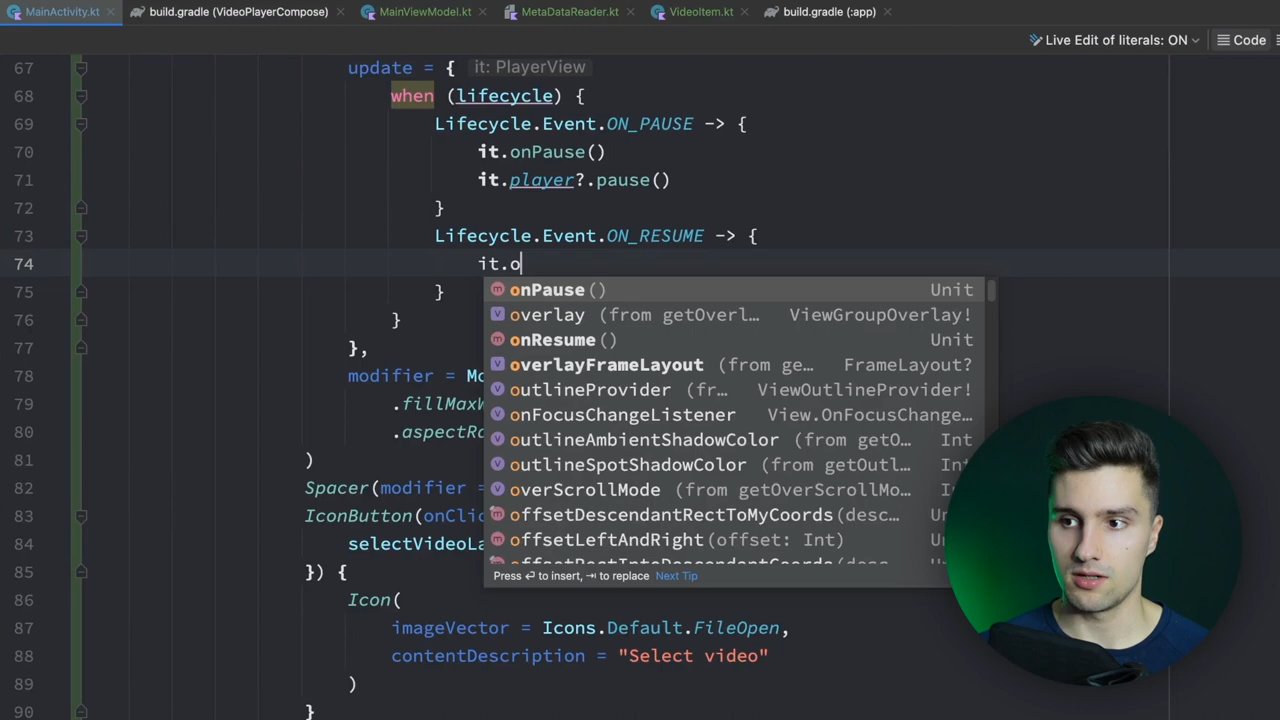 MainActivity.kt
build.gradle (VideoPlayerCompose)
MainViewModel.kt
MetaDataReader.kt
VideoItem.kt
build.gradle (:app)
Live Edit of literals: ON
Code
67 update = { it: PlayerView
68 when (lifecycle) {
69 Lifecycle.Event.ON_PAUSE -> {
70 it.onPause()
71 it.player?.pause()
72 }
73 Lifecycle.Event.ON_RESUME -> {
74 it.o
onPause() Unit
75 }
overlay (from getOverl… ViewGroupOverlay!
76 }
onResume() Unit
77 },
overlayFrameLayout (from ge… FrameLayout?
78 modifier = Mo
outlineProvider (fr… ViewOutlineProvider!
79 .fillMaxW
onFocusChangeListener View.OnFocusChange…
80 .aspectRa
outlineAmbientShadowColor (from getO… Int
81 )
outlineSpotShadowColor (from getOutl… Int
82 Spacer(modifier =
overScrollMode (from getOverScrollMo…
83 IconButton(onClic
offsetDescendantRectToMyCoords(desc…
84 selectVideoLa
offsetLeftAndRight(offset: Int)
85 }) {
Press ⏎ to insert, ⇥ to replace Next Tip
86 Icon(
87 imageVector = Icons.Default.FileOpen,
88 contentDescription = "Select video"
89 )
90 }